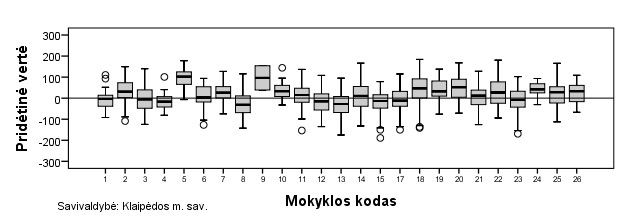 Pridėtinė vertė
300
200
100
0
-100
-200
-300
1 2 3 4 5 6 7 8 9 10 11 12 13 14 15 17 18 19 20 21 22 23 24 25 26
Mokyklos kodas
Savivaldybė: Klaipėdos m. sav.